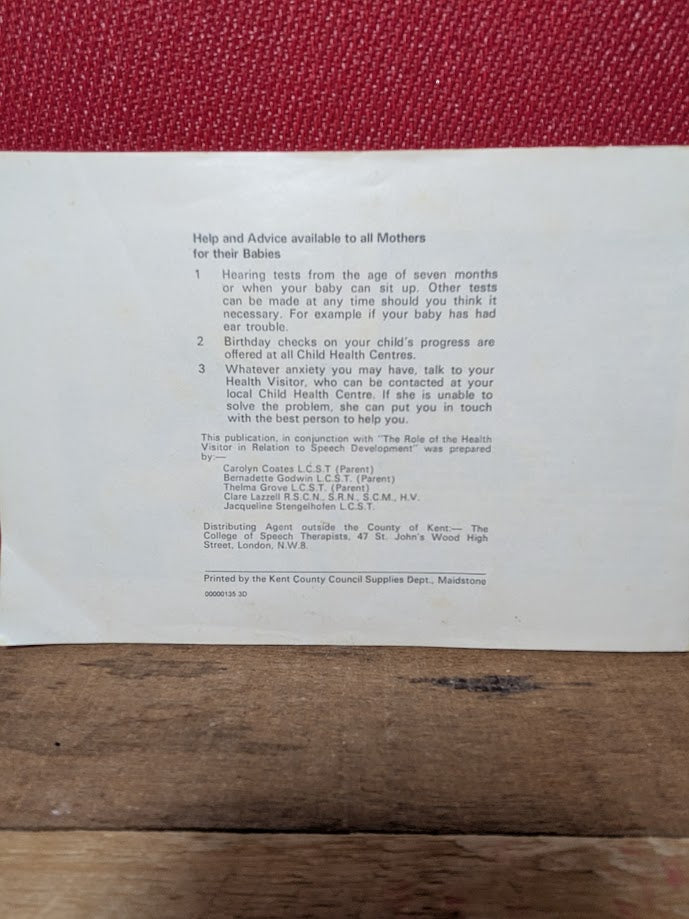 Help and Advice available to all Mothers
for their Babies
1 Hearing tests from the age of seven months
or when your baby can sit up. Other tests
can be made at any time should you think it
necessary. For example if your baby has had
ear trouble.
2 Birthday checks on your child's progress are
offered at all Child Health Centres.
3 Whatever anxiety you may have, talk to your
Health Visitor, who can be contacted at your
local Child Health Centre. If she is unable to
solve the problem, she can put you in touch
with the best person to help you.
This publication, in conjunction with "The Role of the Health
Visitor in Relation to Speech Development" was prepared
by:—
Carolyn Coates L.C.S.T (Parent)
Bernadette Godwin L.C.S.T. (Parent)
Thelma Grove L.C.S.T. (Parent)
Clare Lazzell R.S.C.N., S.R.N., S.C.M., H.V.
Jacqueline Stengelhofen L.C.S.T.
Distributing Agent outside the County of Kent:— The
College of Speech Therapists, 47 St. John's Wood High
Street, London, N.W.8.
Printed by the Kent County Council Supplies Dept., Maidstone
00000135 3D